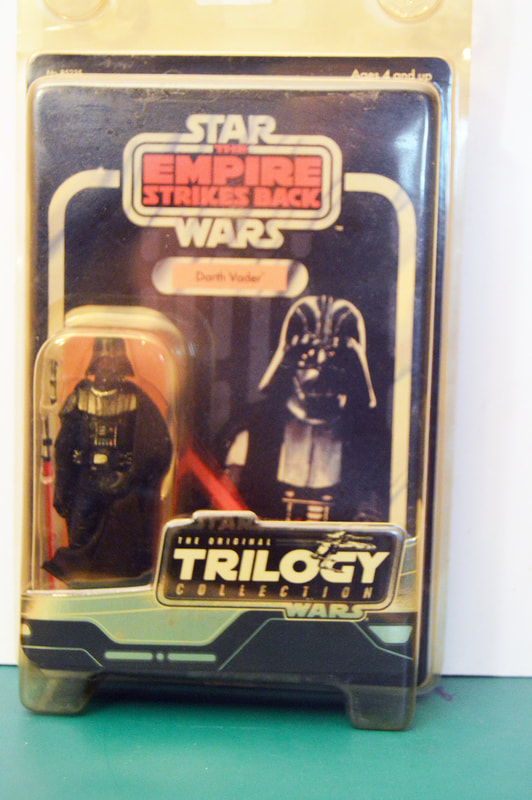 Ages 4 and up
STAR
THE
EMPIRE
STRIKES BACK
WARS
Darth Vader
STAR
THE ORIGINAL
TRILOGY
COLLECTION
WARS